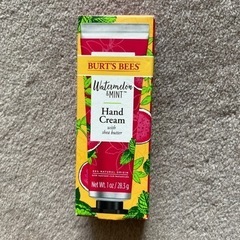 BURT'S BEES
Watermelon
& MINT
Hand
Cream
with
shea butter
Net Wt. 1 oz / 28.3 g